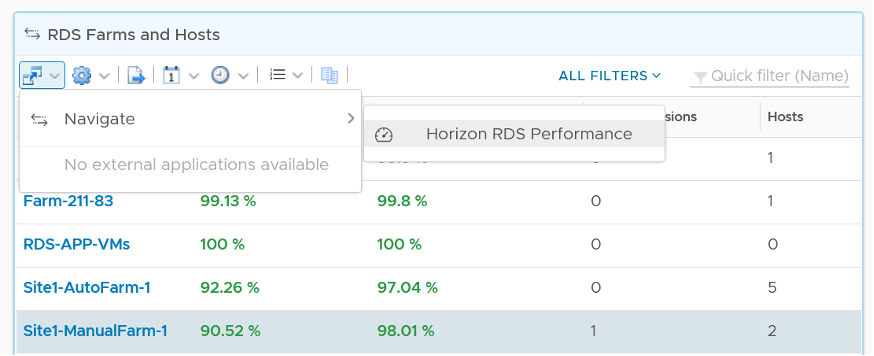 RDS Farms and Hosts
1
ALL FILTERS Quick filter (Name)
Navigate
Horizon RDS Performance
Hosts
No external applications available
1
Farm-211-83 99.13 % 99.8 % 0 1
RDS-APP-VMs 100 % 100 % 0 0
Site1-AutoFarm-1 92.26 % 97.04 % 0 5
Site1-ManualFarm-1 90.52 % 98.01 % 1 2